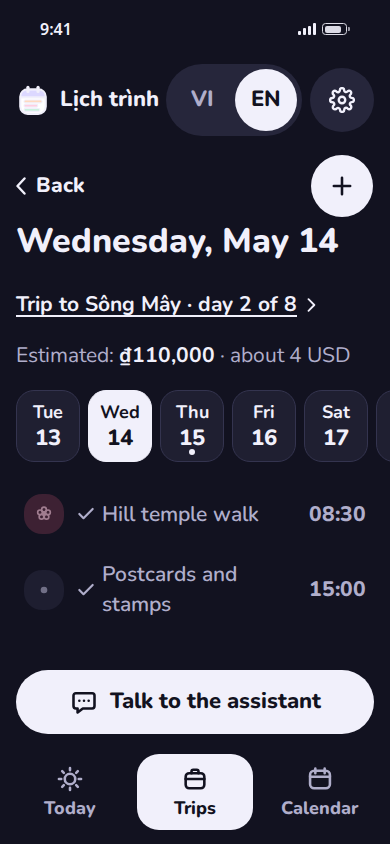 9:41
Lịch trình
VI
EN
Back
Wednesday, May 14
Trip to Sông Mây · day 2 of 8
Estimated: ₫110,000 · about 4 USD
Tue
13
Wed
14
Thu
15
Fri
16
Sat
17
Hill temple walk
08:30
Postcards and
stamps
15:00
Talk to the assistant
Today
Trips
Calendar